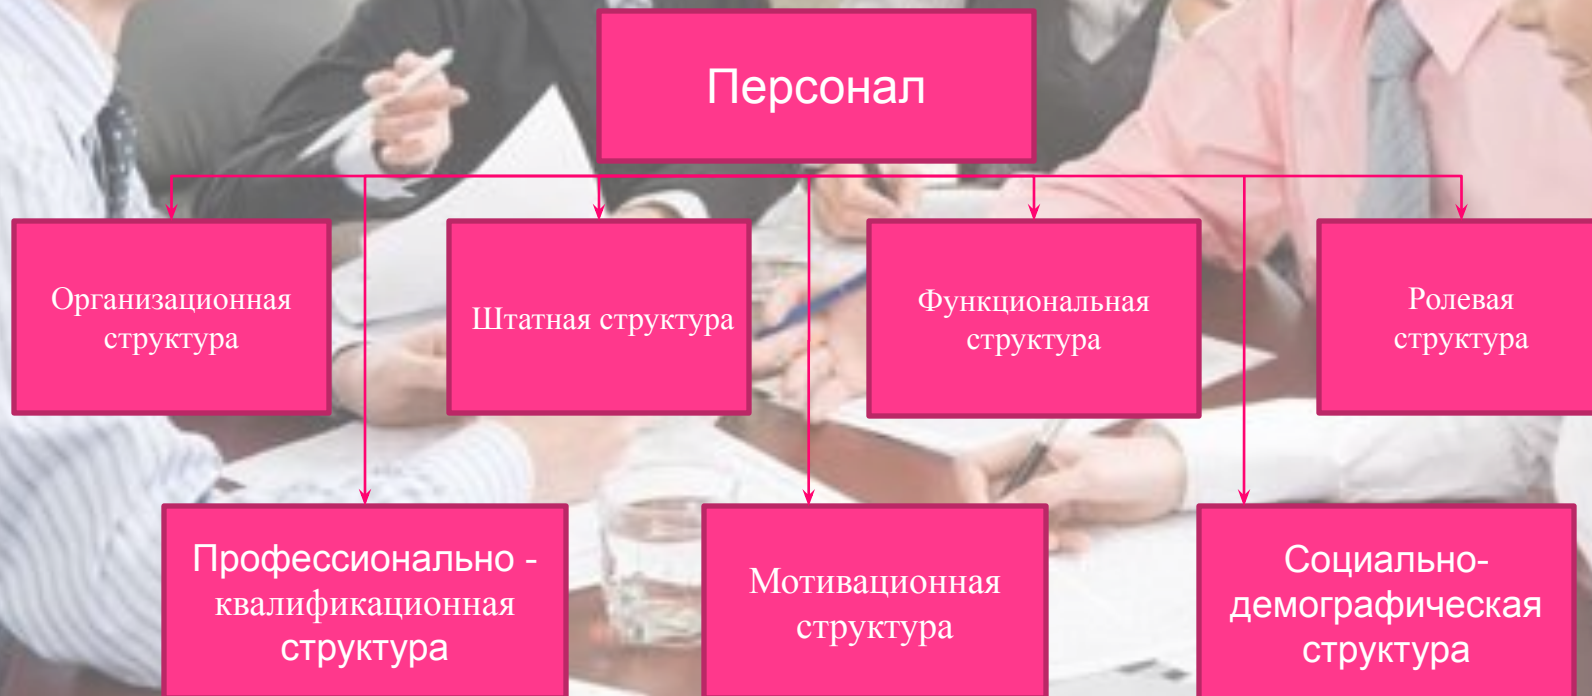 Персонал
Организационная
структура
Штатная структура
Функциональная
структура
Ролевая
структура
Профессионально -
квалификационная
структура
Мотивационная
структура
Социально-
демографическая
структура